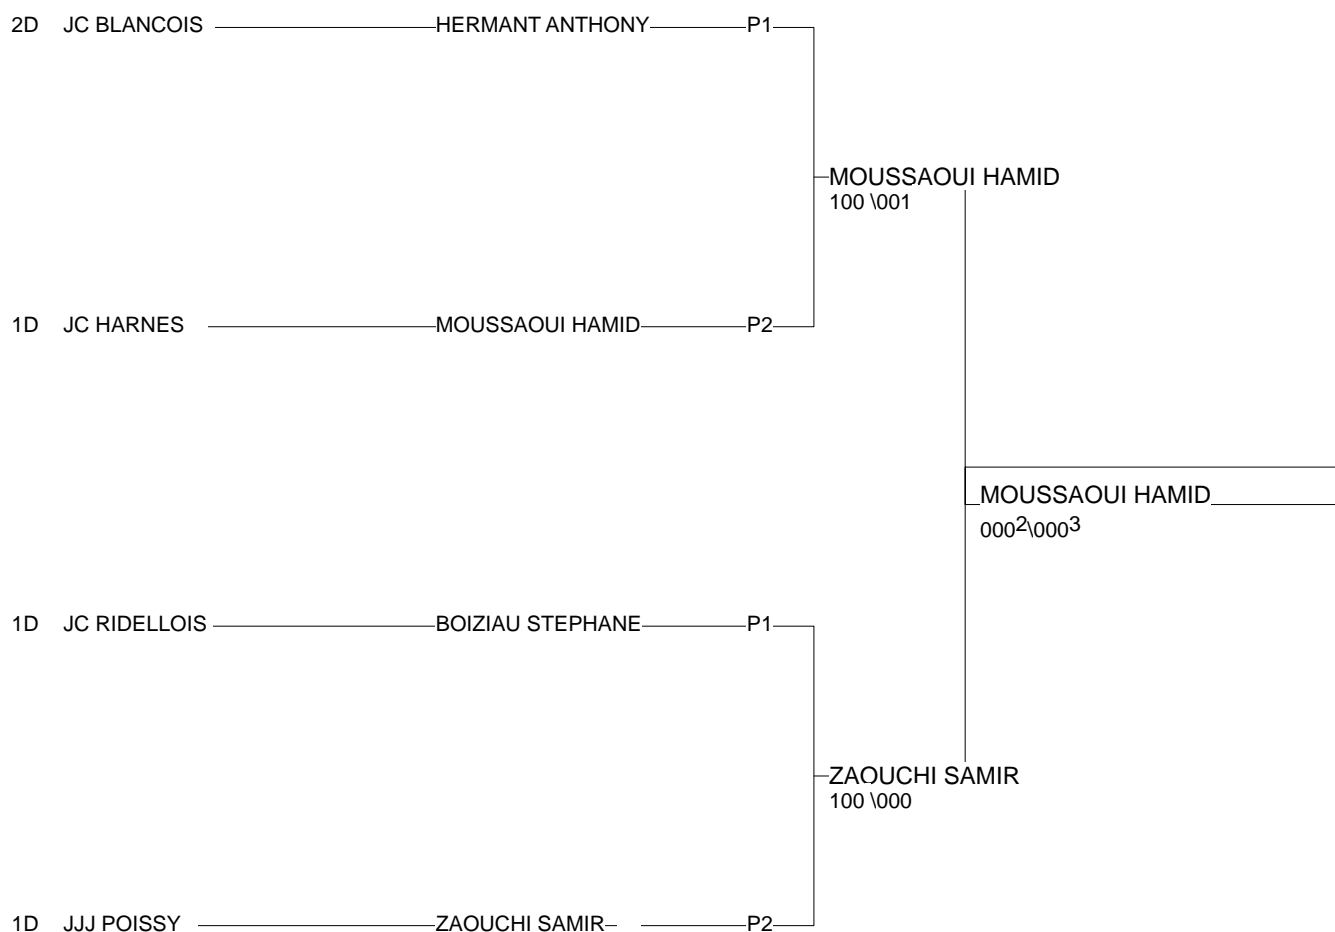 2D JC BLANCOIS HERMANT ANTHONY P1
MOUSSAOUI HAMID
100 \001
1D JC HARNES MOUSSAOUI HAMID P2
MOUSSAOUI HAMID
000²\000³
1D JC RIDELLOIS BOIZIAU STEPHANE P1
ZAOUCHI SAMIR
100 \000
1D JJJ POISSY ZAOUCHI SAMIR P2